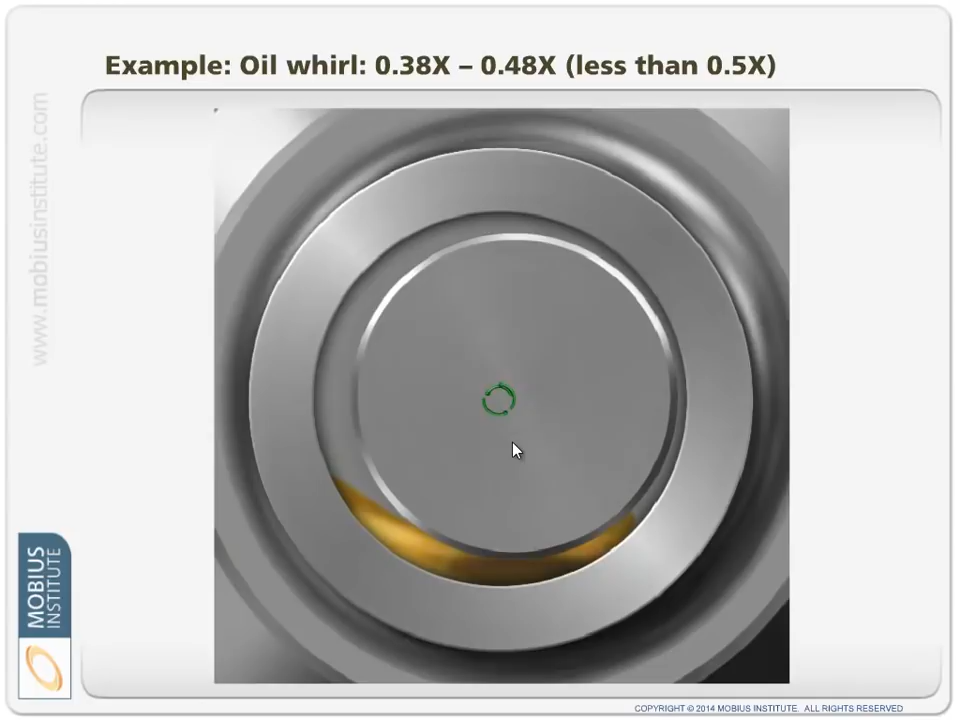 Example: Oil whirl: 0.38X – 0.48X (less than 0.5X)
www.mobiusinstitute.com
MOBIUS
INSTITUTE
COPYRIGHT © 2014 MOBIUS INSTITUTE. ALL RIGHTS RESERVED